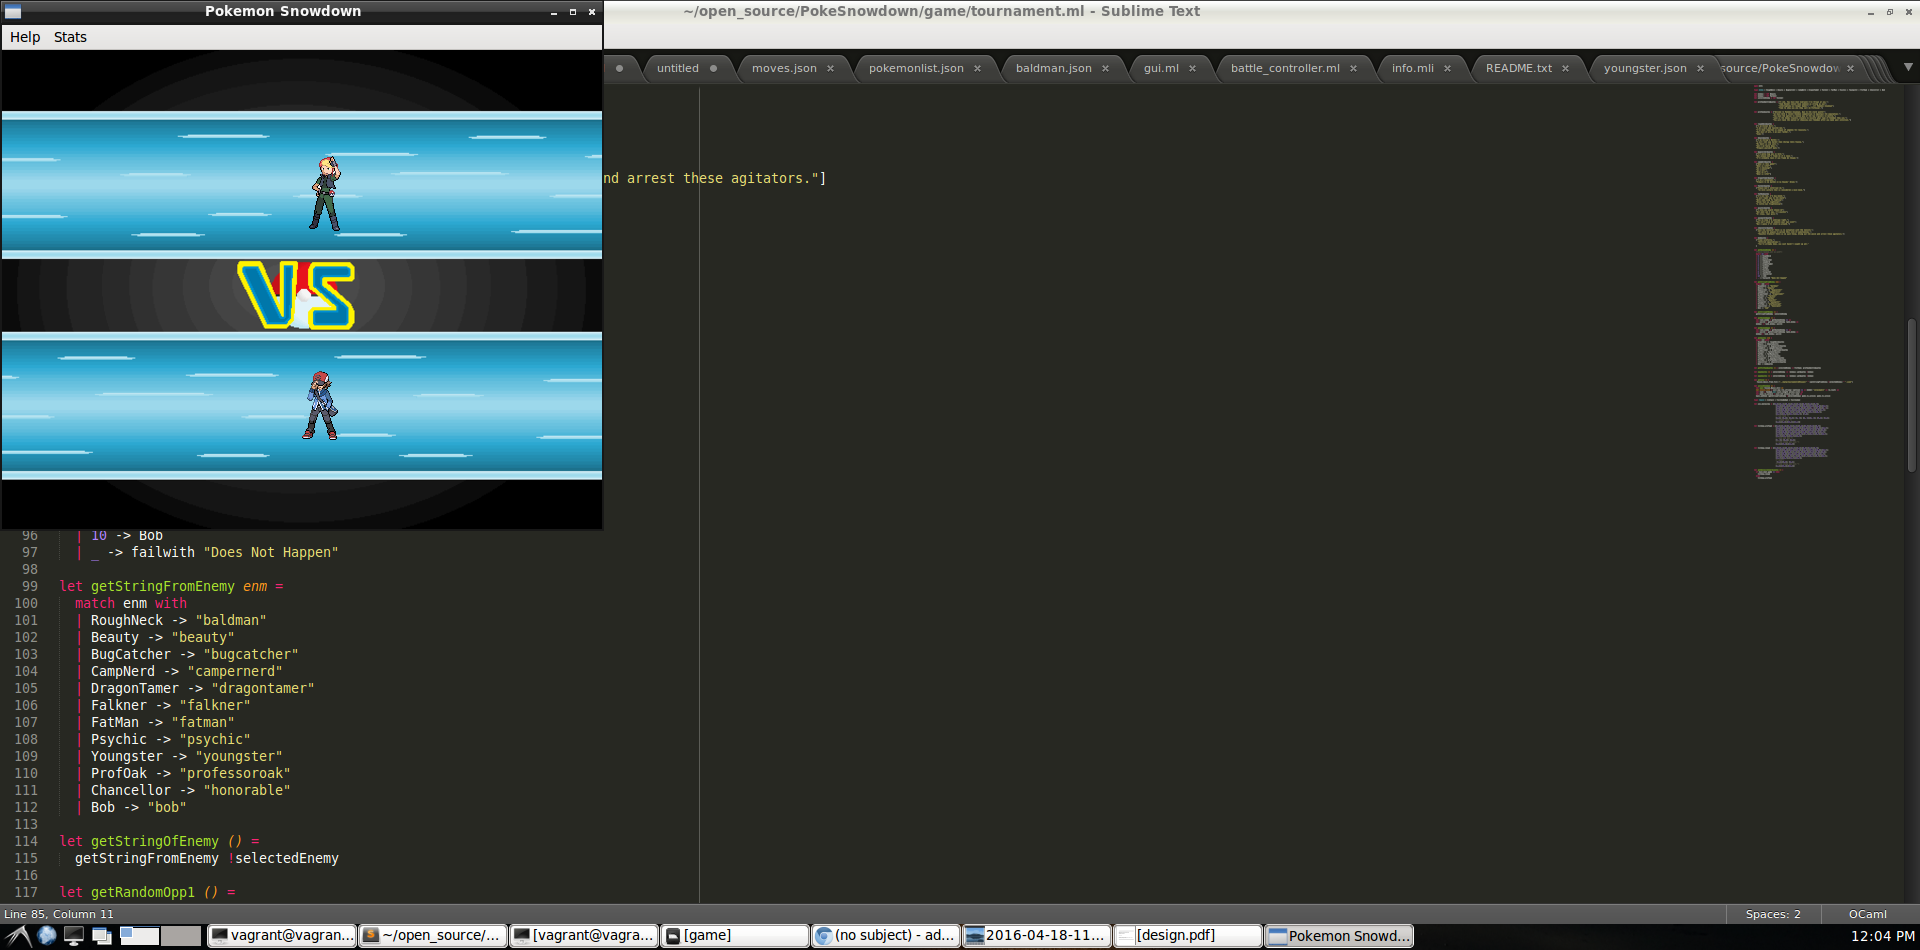 Pokemon Snowdown
~/open_source/PokeSnowdown/game/tournament.ml - Sublime Text
Help Stats
untitled moves.json pokemonlist.json baldman.json gui.ml battle_controller.ml info.mli README.txt youngster.json source/PokeSnowdow
nd arrest these agitators."]
VS
96 | 10 -> Bob
97 | _ -> failwith "Does Not Happen"
98
99 let getStringFromEnemy enm =
100 match enm with
101 | RoughNeck -> "baldman"
102 | Beauty -> "beauty"
103 | BugCatcher -> "bugcatcher"
104 | CampNerd -> "campernerd"
105 | DragonTamer -> "dragontamer"
106 | Falkner -> "falkner"
107 | FatMan -> "fatman"
108 | Psychic -> "psychic"
109 | Youngster -> "youngster"
110 | ProfOak -> "professoroak"
111 | Chancellor -> "honorable"
112 | Bob -> "bob"
113
114 let getStringOfEnemy () =
115 getStringFromEnemy !selectedEnemy
116
117 let getRandomOpp1 () =
Line 85, Column 11 Spaces: 2 OCaml
vagrant@vagran... ~/open_source/... [vagrant@vagra... [game] (no subject) - ad... 2016-04-18-11... [design.pdf] Pokemon Snowd... 12:04 PM